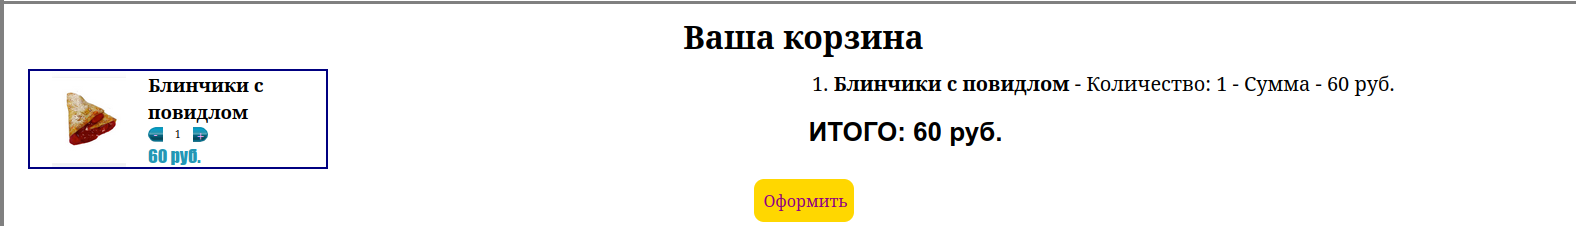 Ваша корзина
Блинчики с
повидлом
- 1 +
60 руб.
1. Блинчики с повидлом - Количество: 1 - Сумма - 60 руб.
ИТОГО: 60 руб.
Оформить